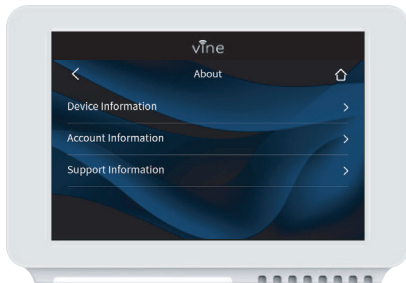 vine
About
Device Information
Account Information
Support Information